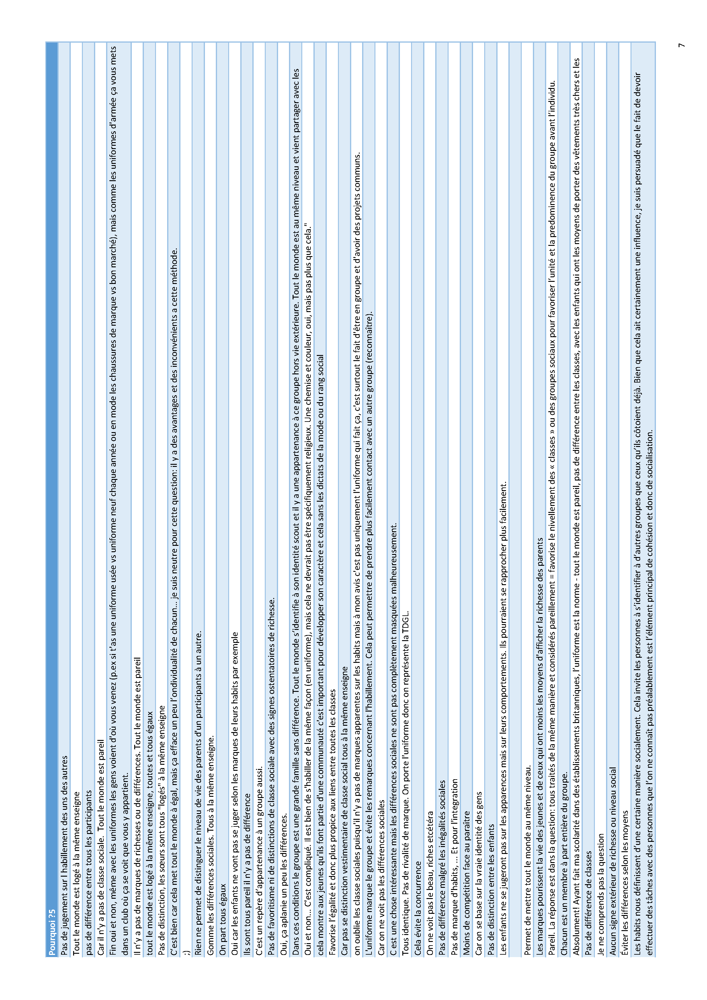 Pourquoi ?5
Pas de jugement sur l habillement des uns des autres
Tout le monde est logé à la même enseigne
pas de différence entre tous les participants
Car il n'y a pas de classe sociale.  Tout le monde est pareil
Fin oui et non, même avec les uniformes les gens voient d'où vous venez (p.ex si t'as une uniforme usée vs uniforme neuf chaque année ou en mode les chaussures de marque vs bon marché), mais comme les uniformes d'armée ça vous mets
dans un club où ça se voit que vous y appartient.
Il n'y a pas de marques de richesses ou de différences. Tout le monde est pareil
tout le monde est logé à la même enseigne, toutes et tous égaux
Pas de distinction, les sœurs sont tous "logés" à la même enseigne
C'est bien car cela met tout le monde à égal, mais ça efface un peu l'ondividualité de chacun... je suis neutre pour cette question: il y a des avantages et des inconvénients a cette méthode.
;)
Rien ne permet de distinguer le niveau de vie des parents d'un participants à un autre.
Gomme les différences sociales. Tous à la même enseigne.
On part tous égaux
Oui car les enfants ne vont pas se juger selon les marques de leurs habits par exemple
Ils sont tous pareil il n'y a pas de différence
C'est un repère d'appartenance à un groupe aussi.
Pas de favoritisme ni de distinctions de classe sociale avec des signes ostentatoires de richesse.
Oui, ça aplanie un peu les différences.
Dans ces conditions le groupe est une grande famille sans différence. Tout le monde s'identifie à son identité scout et il y a une appartenance à ce groupe hors vie extérieure. Tout le monde est au même niveau et vient partager avec les
Oui et non... C'est compliqué. Il est bien de s'habiller de la même façon (en uniforme), mais cela ne devrait pas être spécifiquement religieux. Une chemise et couleur, oui, mais pas plus que cela."
cela montre aux jeunes qu'ils font partie d'une communauté c'est important pour développer son caractère et cela sans les dictats de la mode ou du rang social
Favorise l'égalité et donc plus propice aux liens entre toutes les classes
Car pas se distinction vestimentaire de classe social tous à la même enseigne
on oublie les classe sociales puisqu'il n'y a pas de marques apparentes sur les habits mais à mon avis c'est pas uniquement l'uniforme qui fait ça, c'est surtout le fait d'être en groupe et d'avoir des projets communs.
L'uniforme marque le groupe et évite les remarques concernant l'habillement. Cela peut permettre de prendre plus facilement contact avec un autre groupe (reconnaître).
Car on ne voit pas les différences sociales
C est une chose intéressante mais les différences sociales ne sont pas complètement masquées malheureusement.
Tous identique. Pas de rivalité de marque. On porte l'uniforme donc on représente la TDGL.
Cela évite la concurrence
On ne voit pas le beau, riches etcétéra
Pas de différence malgré les inégalités sociales
Pas de marque d'habits, ... Et pour l'integration
Moins de compétition face au paraître
Car on se base sur la vraie identité des gens
Pas de distinction entre les enfants
Les enfants ne se jugeront pas sur les apparences mais sur leurs comportements. Ils pourraient se rapprocher plus facilement.
Permet de mettre tout le monde au même niveau.
Les marques pourissent la vie des jeunes et de ceux qui ont moins les moyens d'afficher la richesse des parents
Pareil. La réponse est dans la question: tous traités de la même manière et considérés pareillement = favorise le nivellement des « classes » ou des groupes sociaux pour favoriser l'unité et la predominence du groupe avant l'individu.
Chacun est un membre à part entière du groupe.
Absolument! Ayant fait ma scolarité dans des établissements britanniques, l'uniforme est la norme - tout le monde est pareil, pas de différence entre les classes, avec les enfants qui ont les moyens de porter des vêtements très chers et les
Pas de différence de classes
Je ne comprends pas la question
Aucun signe extérieur de richesse ou niveau social
Éviter les différences selon les moyens
Les habits nous définissent d'une certaine manière socialement. Cela invite les personnes à s'identifier à d'autres groupes que ceux qu'ils côtoient déjà. Bien que cela ait certainement une influence, je suis persuadé que le fait de devoir
effectuer des tâches avec des personnes que l'on ne connaît pas préalablement est l'élément principal de cohésion et donc de socialisation.
7